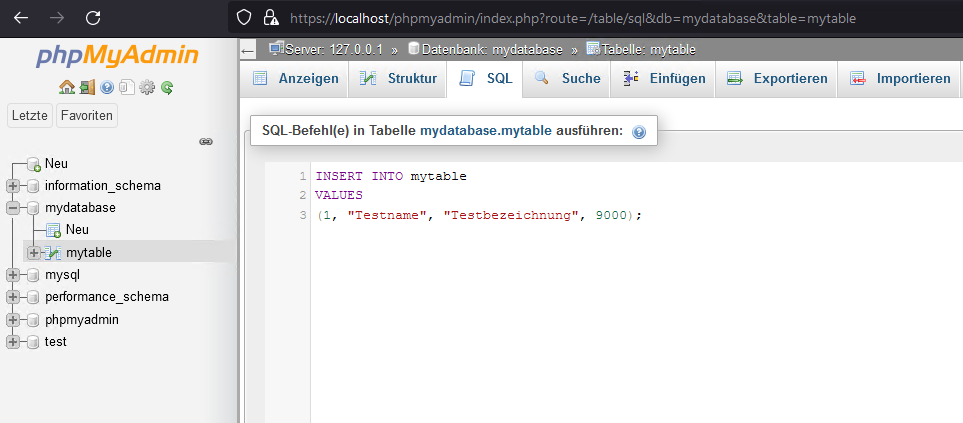 https://localhost/phpmyadmin/index.php?route=/table/sql&db=mydatabase&table=mytable
phpMyAdmin
Letzte Favoriten
Neu
information_schema
mydatabase
Neu
mytable
mysql
performance_schema
phpmyadmin
test
Server: 127.0.0.1 » Datenbank: mydatabase » Tabelle: mytable
Anzeigen Struktur SQL Suche Einfügen Exportieren Importieren
SQL-Befehl(e) in Tabelle mydatabase.mytable ausführen:
1 INSERT INTO mytable
2 VALUES
3 (1, "Testname", "Testbezeichnung", 9000);